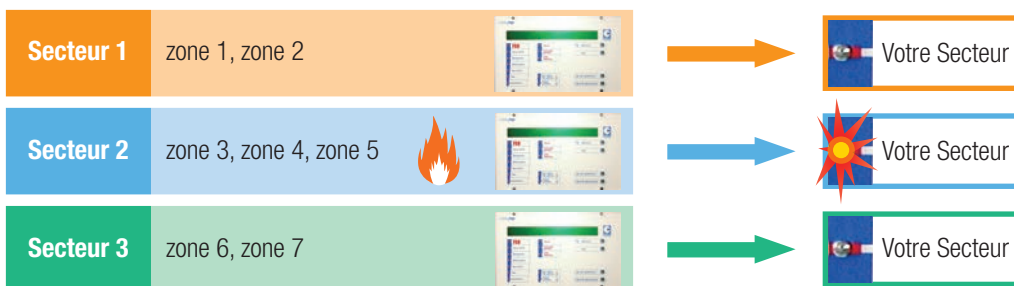 Secteur 1 zone 1, zone 2 Votre Secteur
Secteur 2 zone 3, zone 4, zone 5 Votre Secteur
Secteur 3 zone 6, zone 7 Votre Secteur